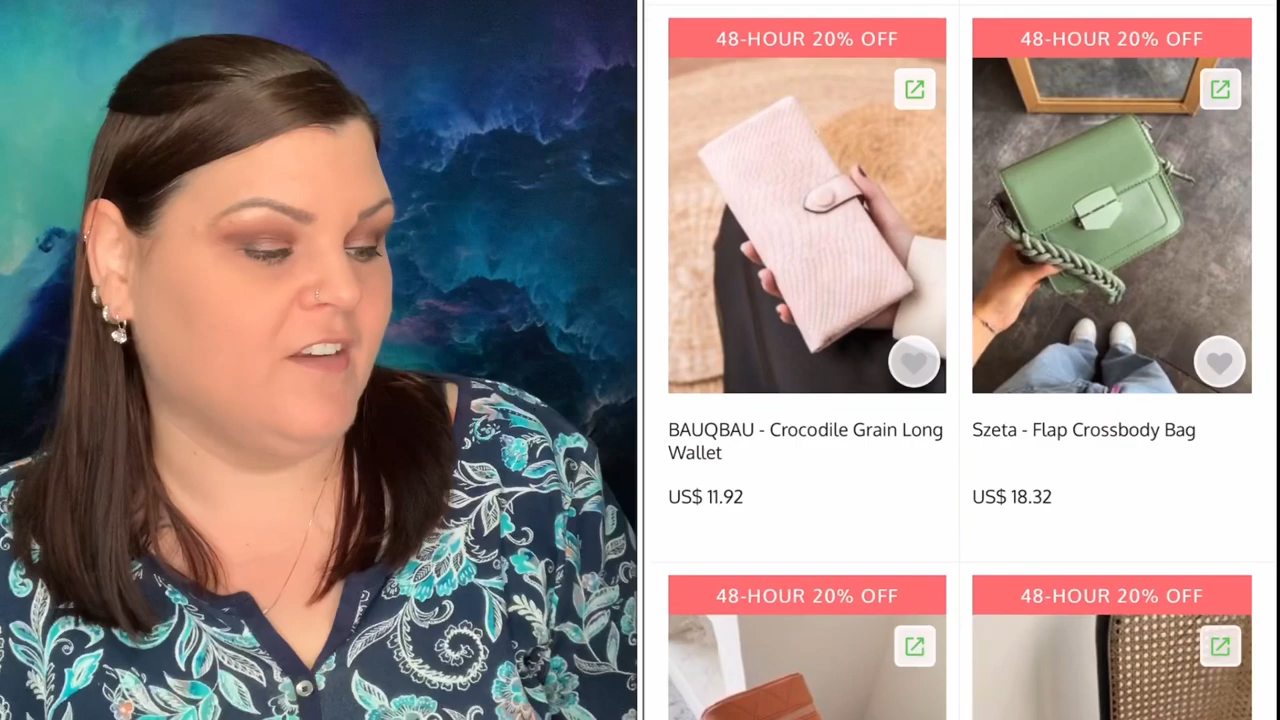 48-HOUR 20% OFF
48-HOUR 20% OFF
BAUQBAU - Crocodile Grain Long
Wallet
US$ 11.92
Szeta - Flap Crossbody Bag
US$ 18.32
48-HOUR 20% OFF
48-HOUR 20% OFF